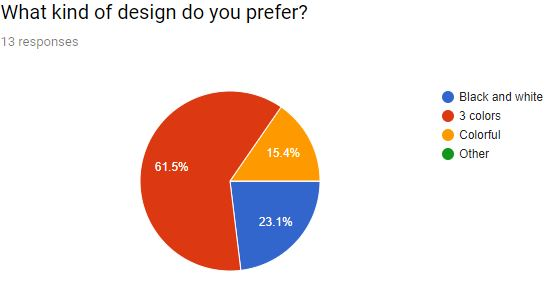 What kind of design do you prefer?
13 responses
Black and white
3 colors
Colorful
Other
61.5%
15.4%
23.1%